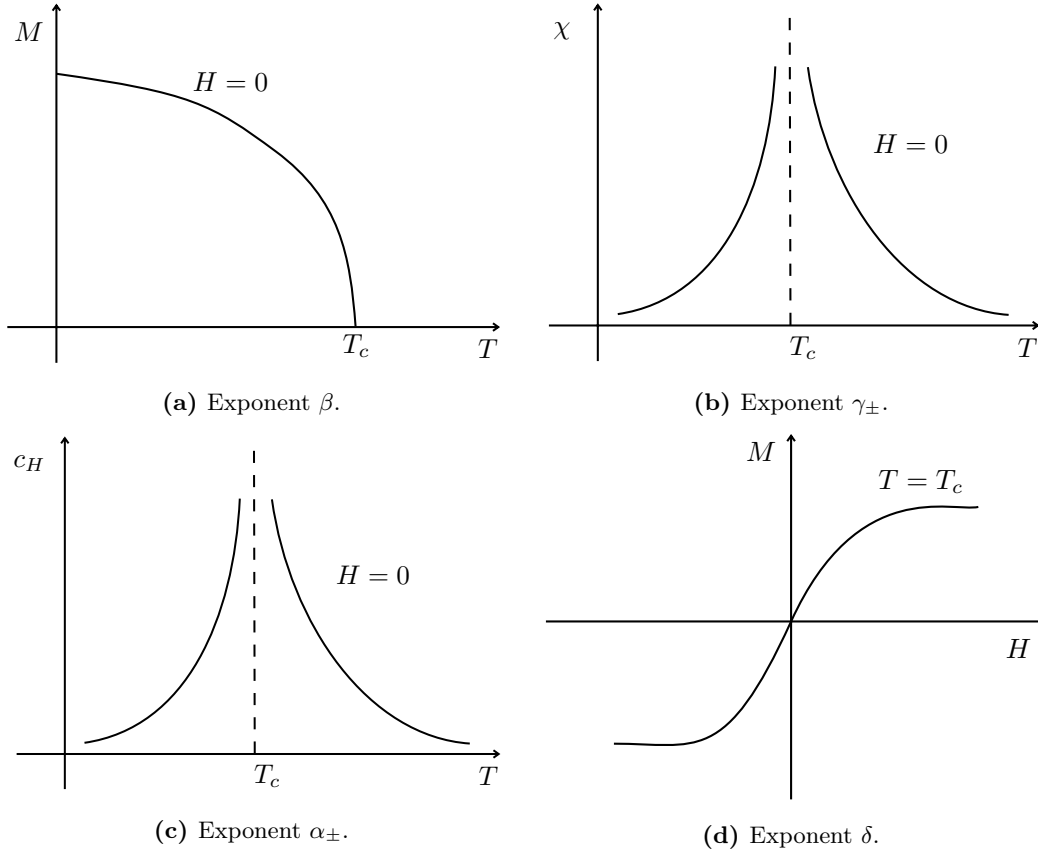 M
H = 0
T_c
T
(a) Exponent β.
χ
H = 0
T_c
T
(b) Exponent γ±.
c_H
H = 0
T_c
T
(c) Exponent α±.
M
T = T_c
H
(d) Exponent δ.